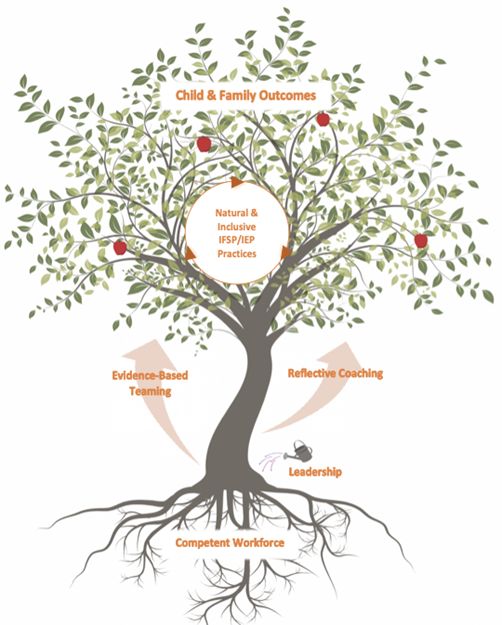 Child & Family Outcomes
Natural &
Inclusive
IFSP/IEP
Practices
Evidence-Based
Teaming
Reflective Coaching
Leadership
Competent Workforce